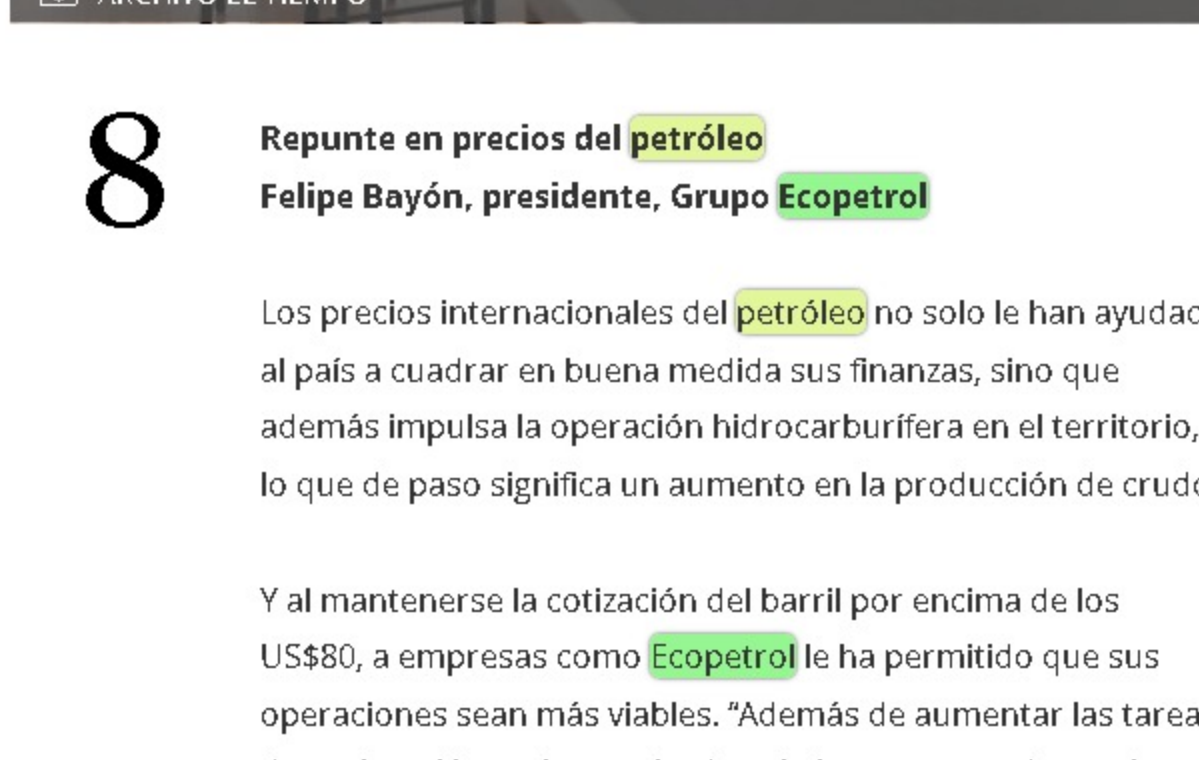 ARCHIVO EL TIEMPO
8
Repunte en precios del petróleo
Felipe Bayón, presidente, Grupo Ecopetrol
Los precios internacionales del petróleo no solo le han ayudad
al país a cuadrar en buena medida sus finanzas, sino que
además impulsa la operación hidrocarburífera en el territorio,
lo que de paso significa un aumento en la producción de crudo
Y al mantenerse la cotización del barril por encima de los
US$80, a empresas como Ecopetrol le ha permitido que sus
operaciones sean más viables. “Además de aumentar las tarea